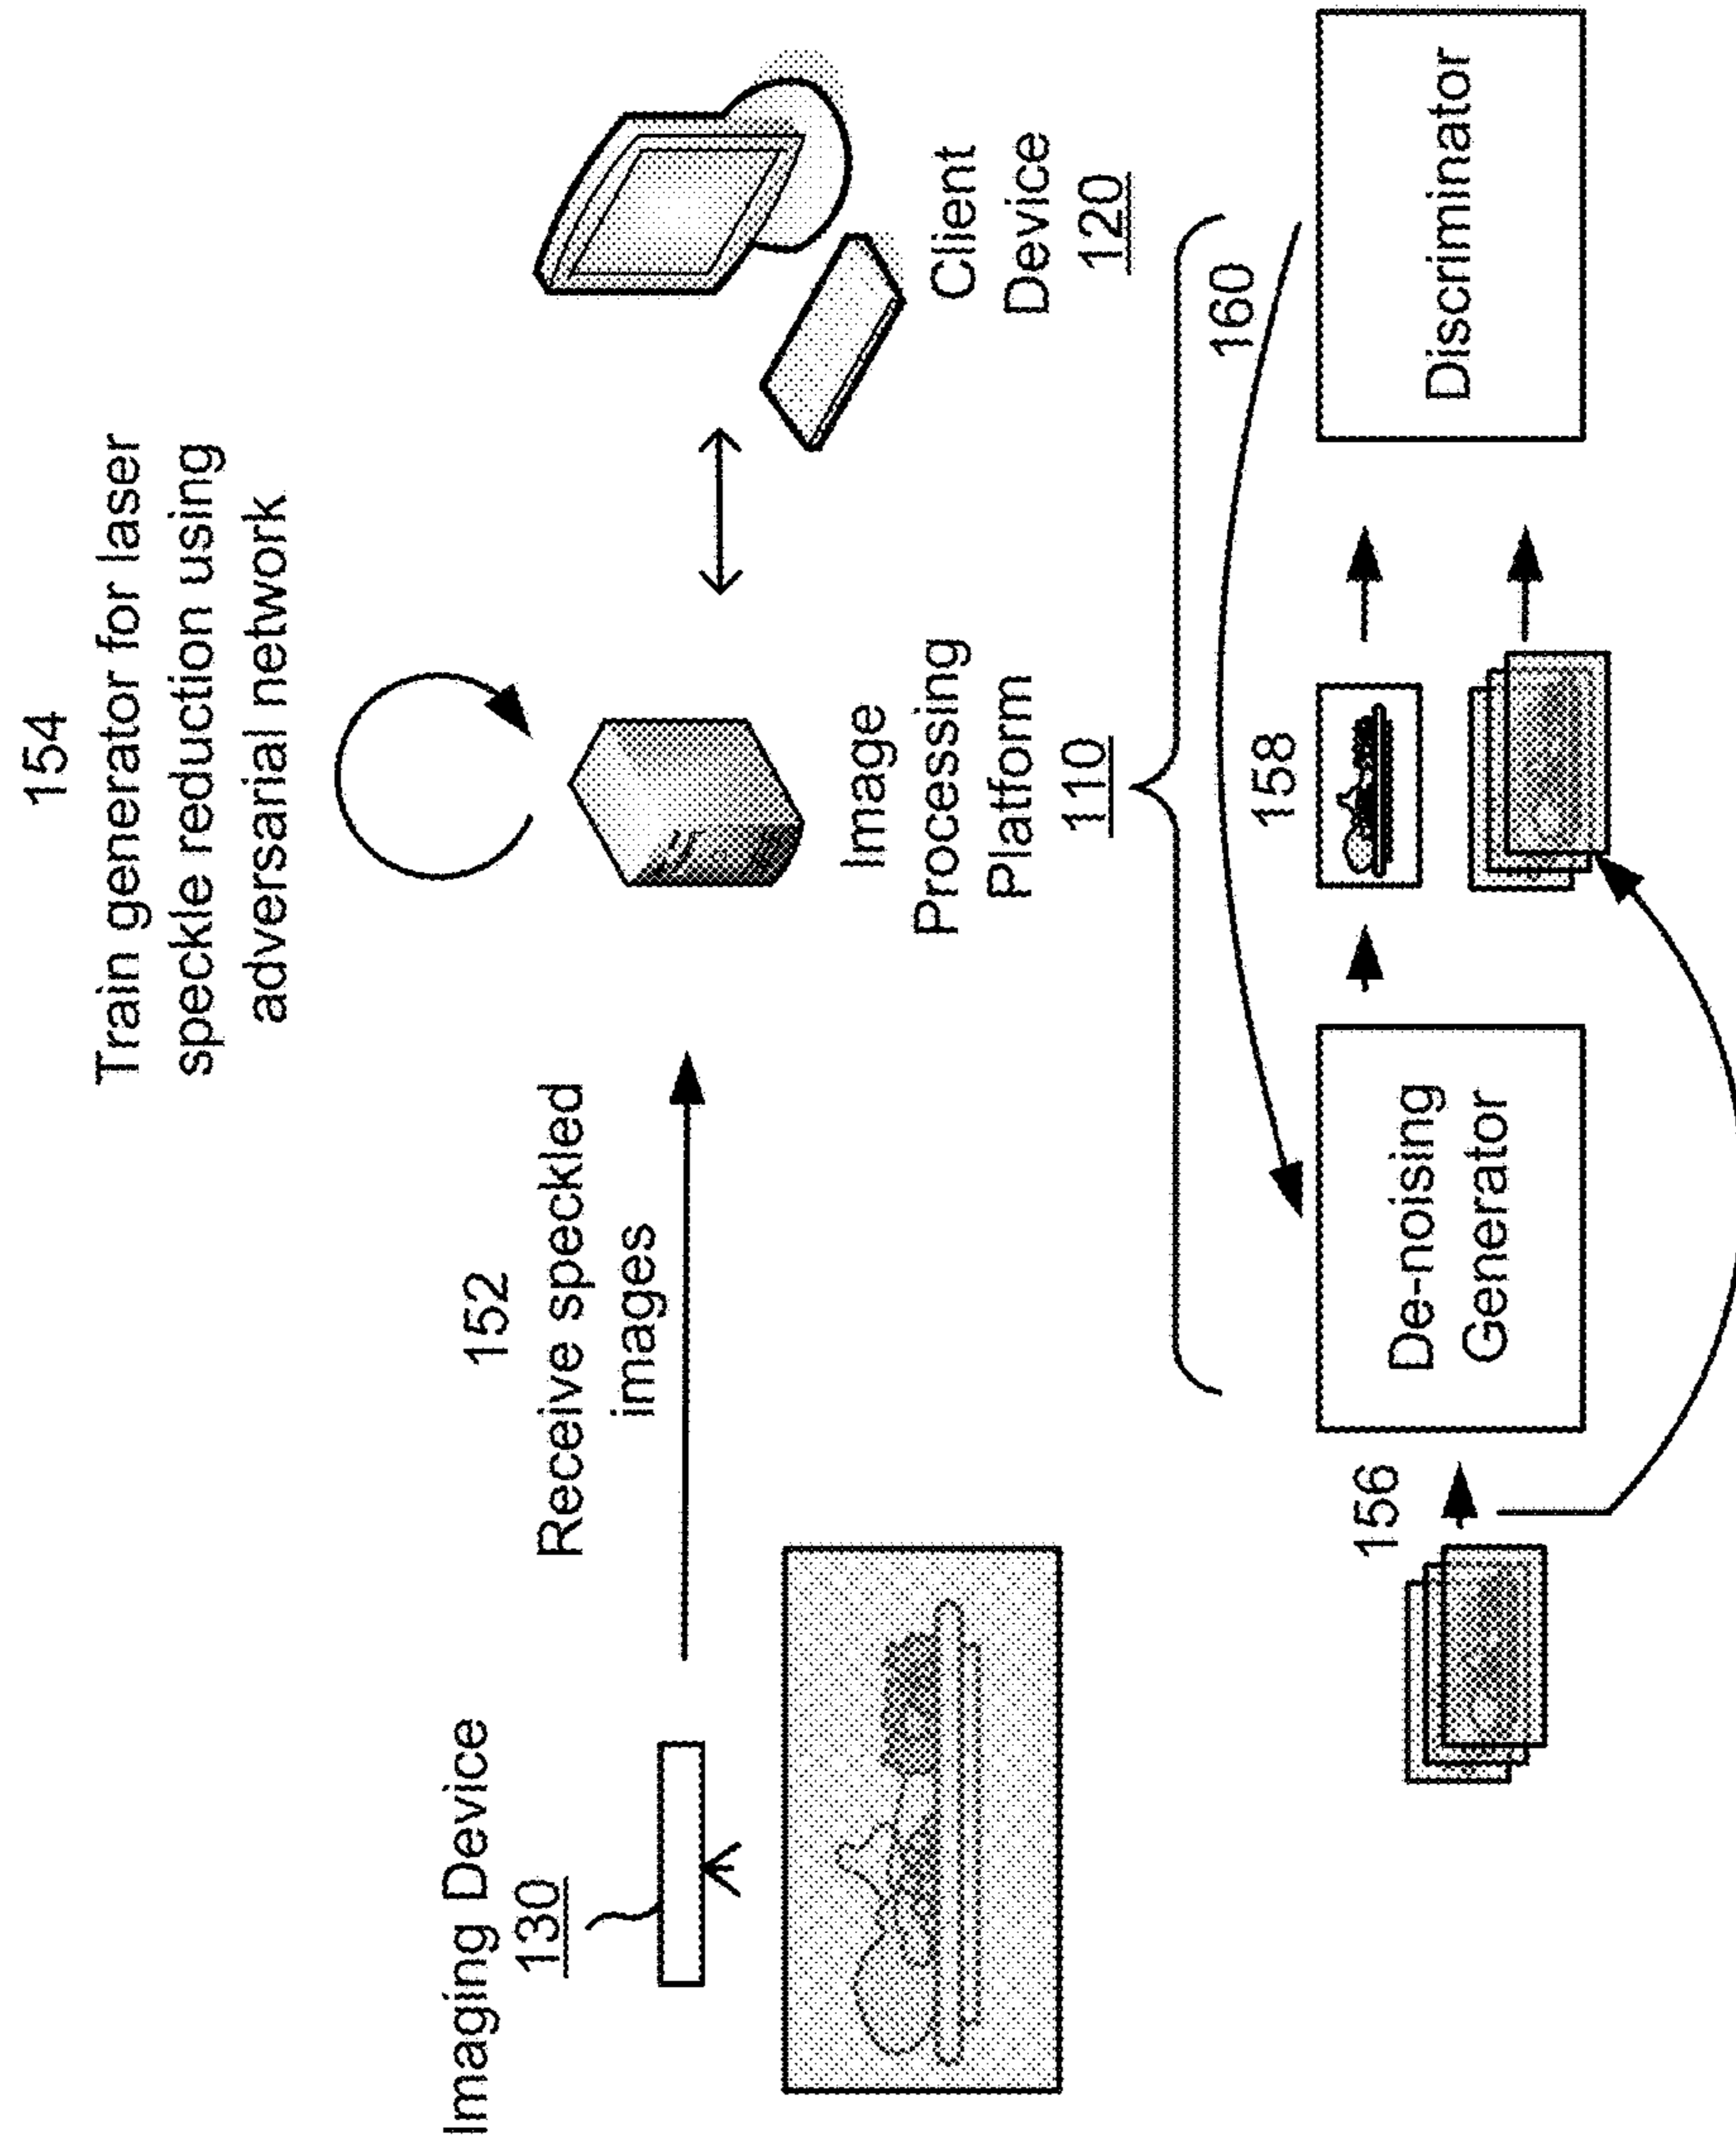 154
Train generator for laser
speckle reduction using
adversarial network
Imaging Device
130
152
Receive speckled
images
Image
Processing
Platform
110
Client
Device
120
156
De-noising
Generator
158
160
Discriminator